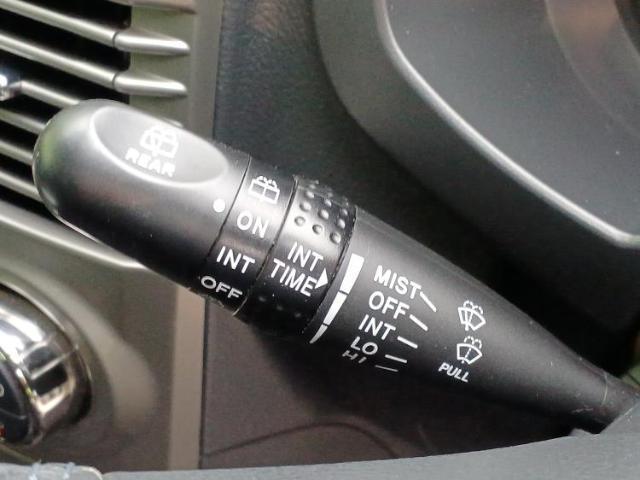 REAR
ON
INT
OFF
INT
TIME
MIST
OFF
INT
LO
HI
PULL